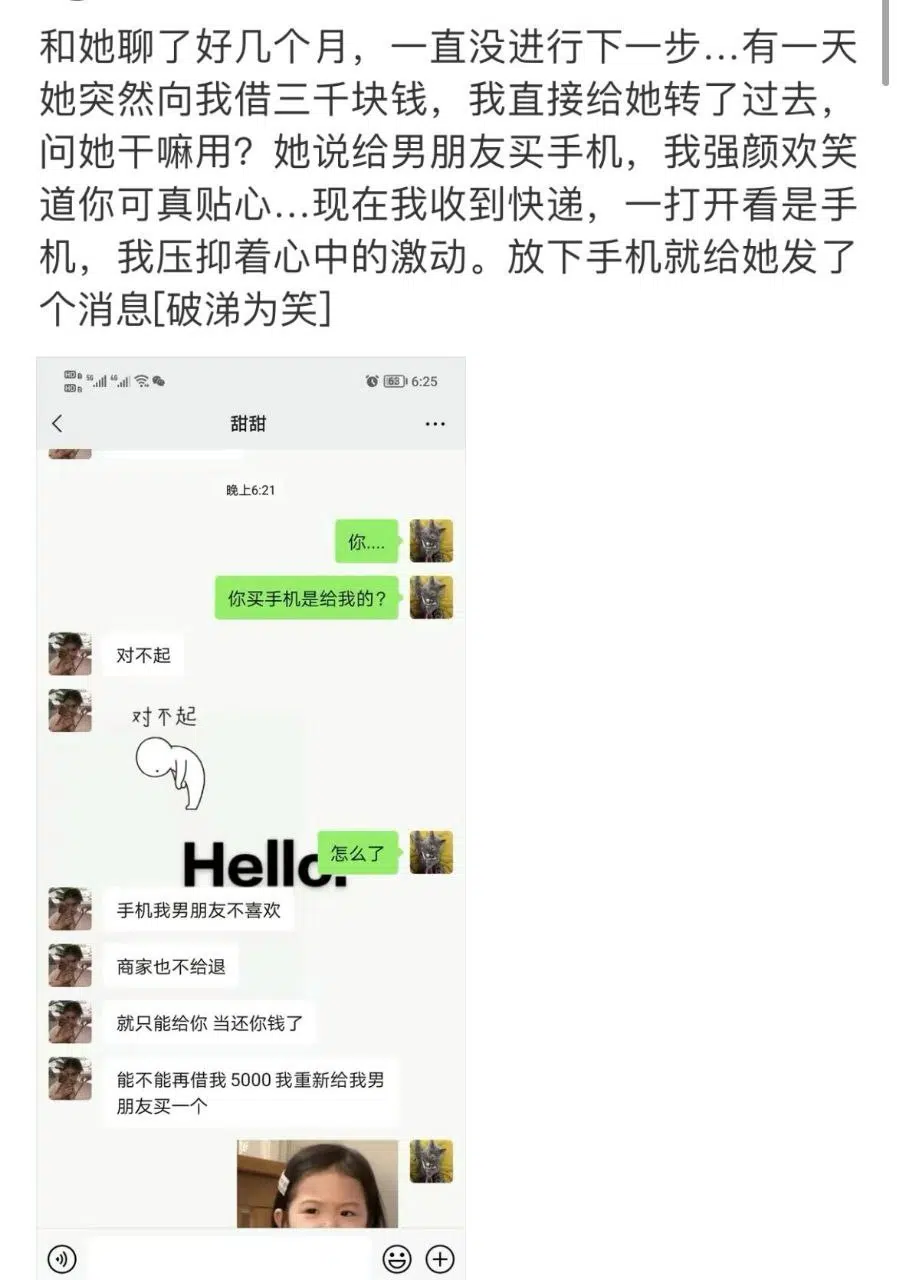 和她聊了好几个月，一直没进行下一步...有一天
她突然向我借三千块钱，我直接给她转了过去，
问她干嘛用？她说给男朋友买手机，我强颜欢笑
道你可真贴心...现在我收到快递，一打开看是手
机，我压抑着心中的激动。放下手机就给她发了
个消息[破涕为笑]
HD B 5G 4G 63 6:25
HD B
甜甜
晚上6:21
你....
你买手机是给我的？
对不起
对不起
Hello.
怎么了
手机我男朋友不喜欢
商家也不给退
就只能给你 当还你钱了
能不能再借我 5000 我重新给我男
朋友买一个